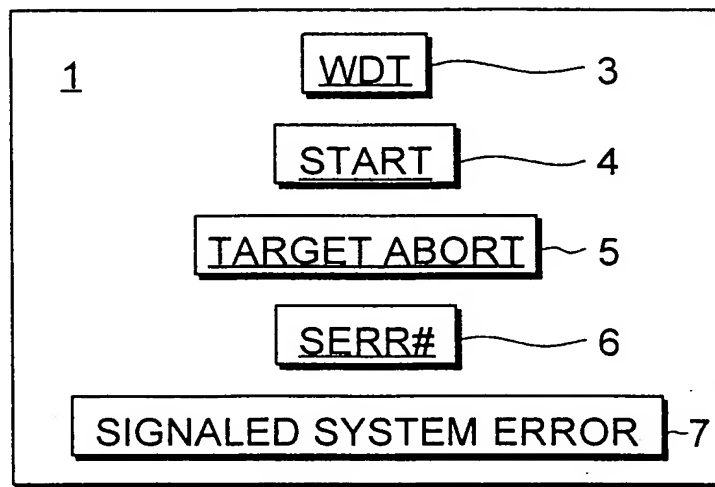 1
WDT 3
START 4
TARGET ABORT 5
SERR# 6
SIGNALED SYSTEM ERROR 7